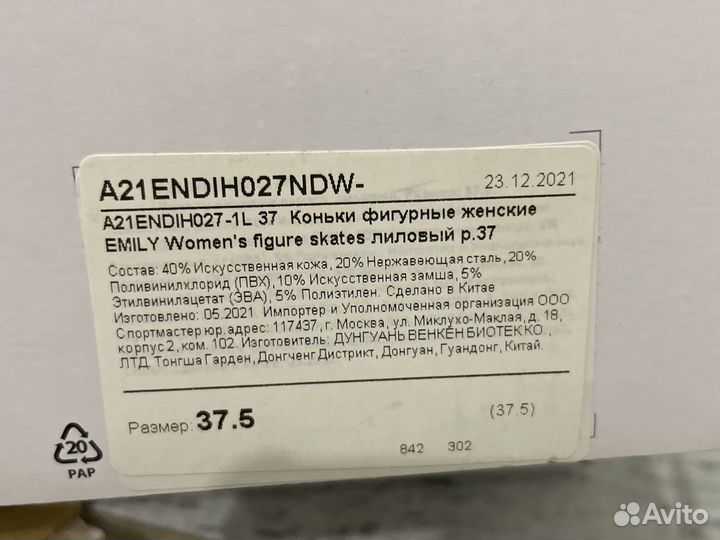 A21ENDIH027NDW- 23.12.2021
A21ENDIH027-1L 37 Коньки фигурные женские
EMILY Women's figure skates лиловый р.37
Состав: 40% Искусственная кожа, 20% Нержавеющая сталь, 20%
Поливинилхлорид (ПВХ), 10% Искусственная замша, 5%
Этилвинилацетат (ЭВА), 5% Полиэтилен. Сделано в Китае
Изготовлено: 05.2021. Импортер и Уполномоченная организация ООО
Спортмастер юр.адрес: 117437, г. Москва, ул. Миклухо-Маклая, д. 18,
корпус 2, ком. 102. Изготовитель: ДУНГУАНЬ ВЕНКЕН БИОТЕК КО.,
ЛТД. Тонгша Гарден, Донгченг Дистрикт, Донгуан, Гуандонг, Китай.
Размер: 37.5 (37.5)
842 302
20
PAP
Avito